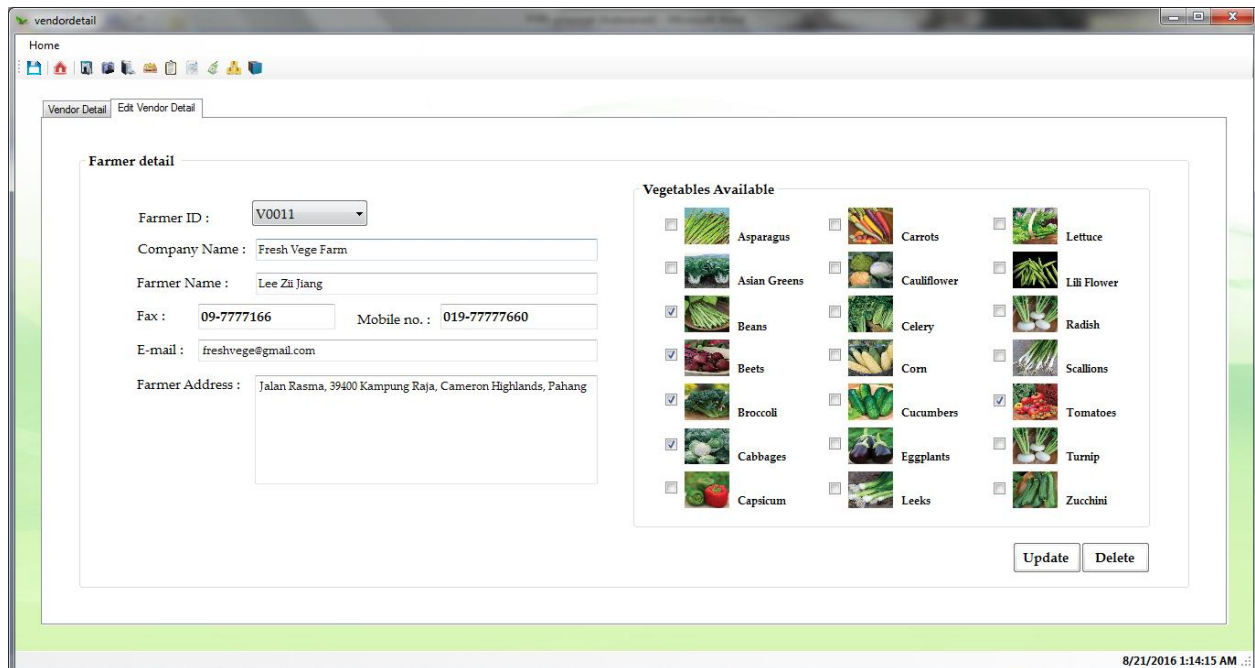 vendordetail
Home
Vendor Detail
Edit Vendor Detail
Farmer detail
Farmer ID :
V0011
Company Name :
Fresh Vege Farm
Farmer Name :
Lee Zii Jiang
Fax :
09-7777166
Mobile no. :
019-77777660
E-mail :
freshvege@gmail.com
Farmer Address :
Jalan Rasma, 39400 Kampung Raja, Cameron Highlands, Pahang
Vegetables Available
Asparagus
Carrots
Lettuce
Asian Greens
Cauliflower
Lili Flower
Beans
Celery
Radish
Beets
Corn
Scallions
Broccoli
Cucumbers
Tomatoes
Cabbages
Eggplants
Turnip
Capsicum
Leeks
Zucchini
Update
Delete
8/21/2016 1:14:15 AM